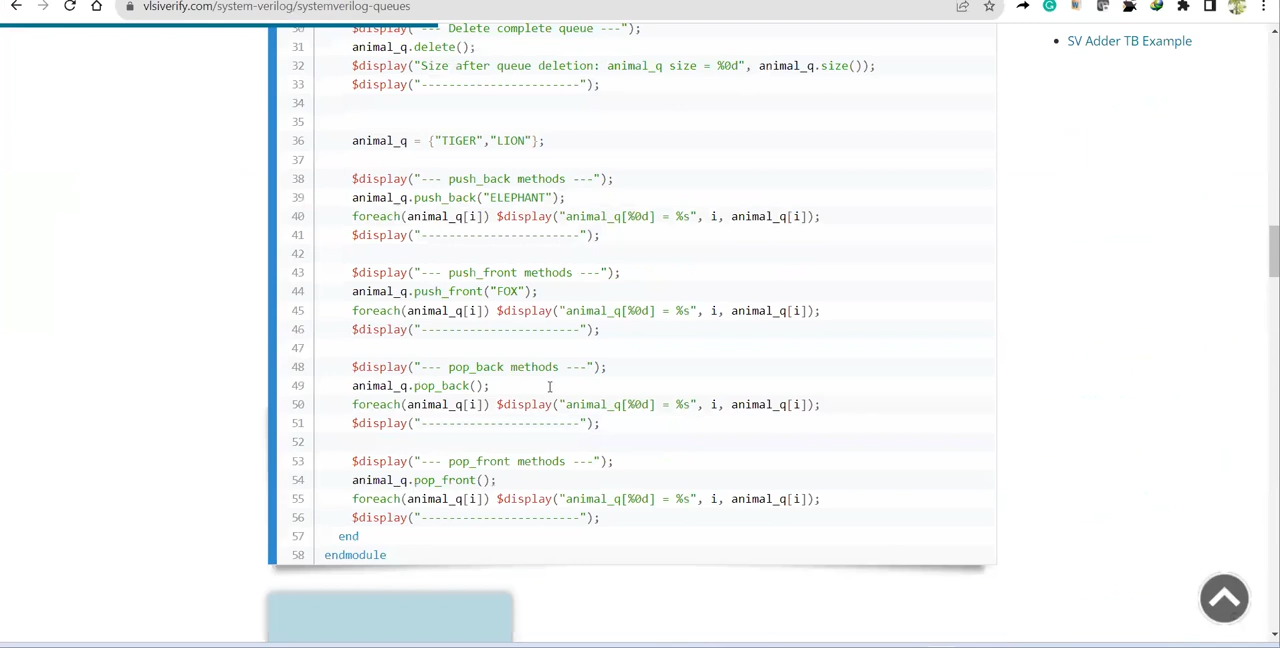 vlsiverify.com/system-verilog/systemverilog-queues
SV Adder TB Example
30 $display("--- Delete complete queue ---");
31 animal_q.delete();
32 $display("Size after queue deletion: animal_q size = %0d", animal_q.size());
33 $display("-----------------------");
34
35
36 animal_q = {"TIGER","LION"};
37
38 $display("--- push_back methods ---");
39 animal_q.push_back("ELEPHANT");
40 foreach(animal_q[i]) $display("animal_q[%0d] = %s", i, animal_q[i]);
41 $display("-----------------------");
42
43 $display("--- push_front methods ---");
44 animal_q.push_front("FOX");
45 foreach(animal_q[i]) $display("animal_q[%0d] = %s", i, animal_q[i]);
46 $display("-----------------------");
47
48 $display("--- pop_back methods ---");
49 animal_q.pop_back();
50 foreach(animal_q[i]) $display("animal_q[%0d] = %s", i, animal_q[i]);
51 $display("-----------------------");
52
53 $display("--- pop_front methods ---");
54 animal_q.pop_front();
55 foreach(animal_q[i]) $display("animal_q[%0d] = %s", i, animal_q[i]);
56 $display("-----------------------");
57 end
58 endmodule